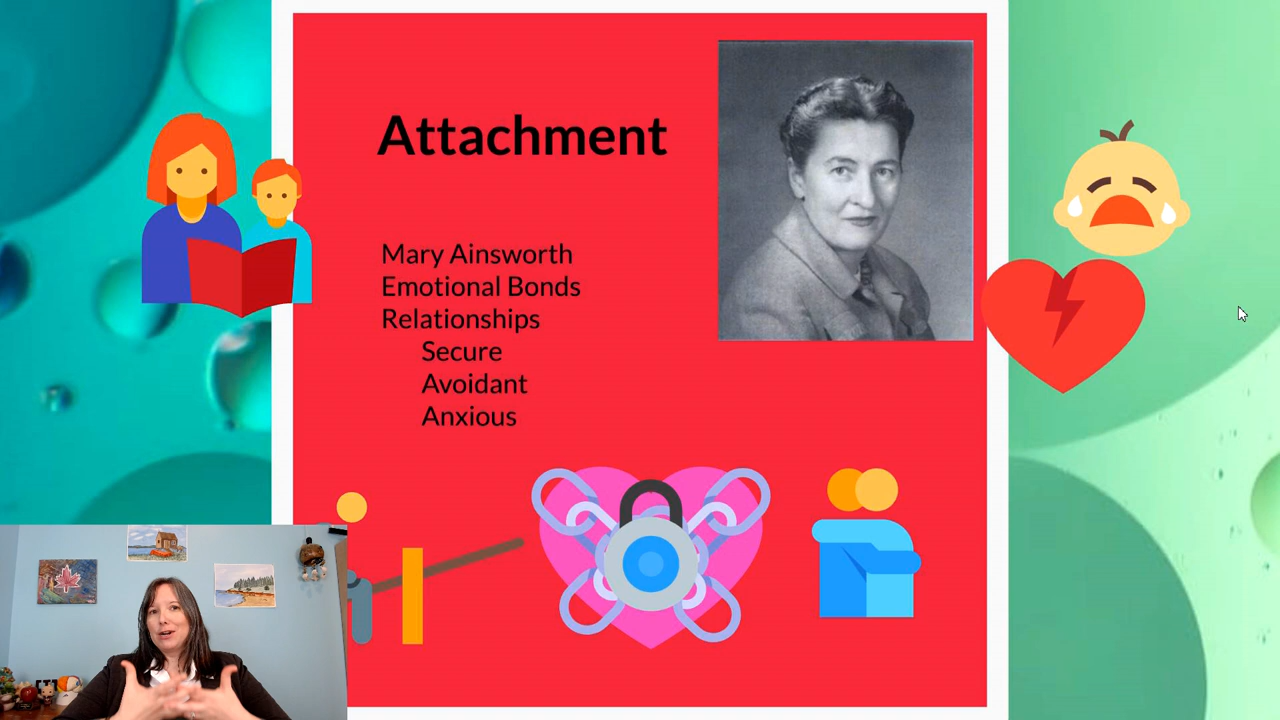 Attachment
Mary Ainsworth
Emotional Bonds
Relationships
Secure
Avoidant
Anxious